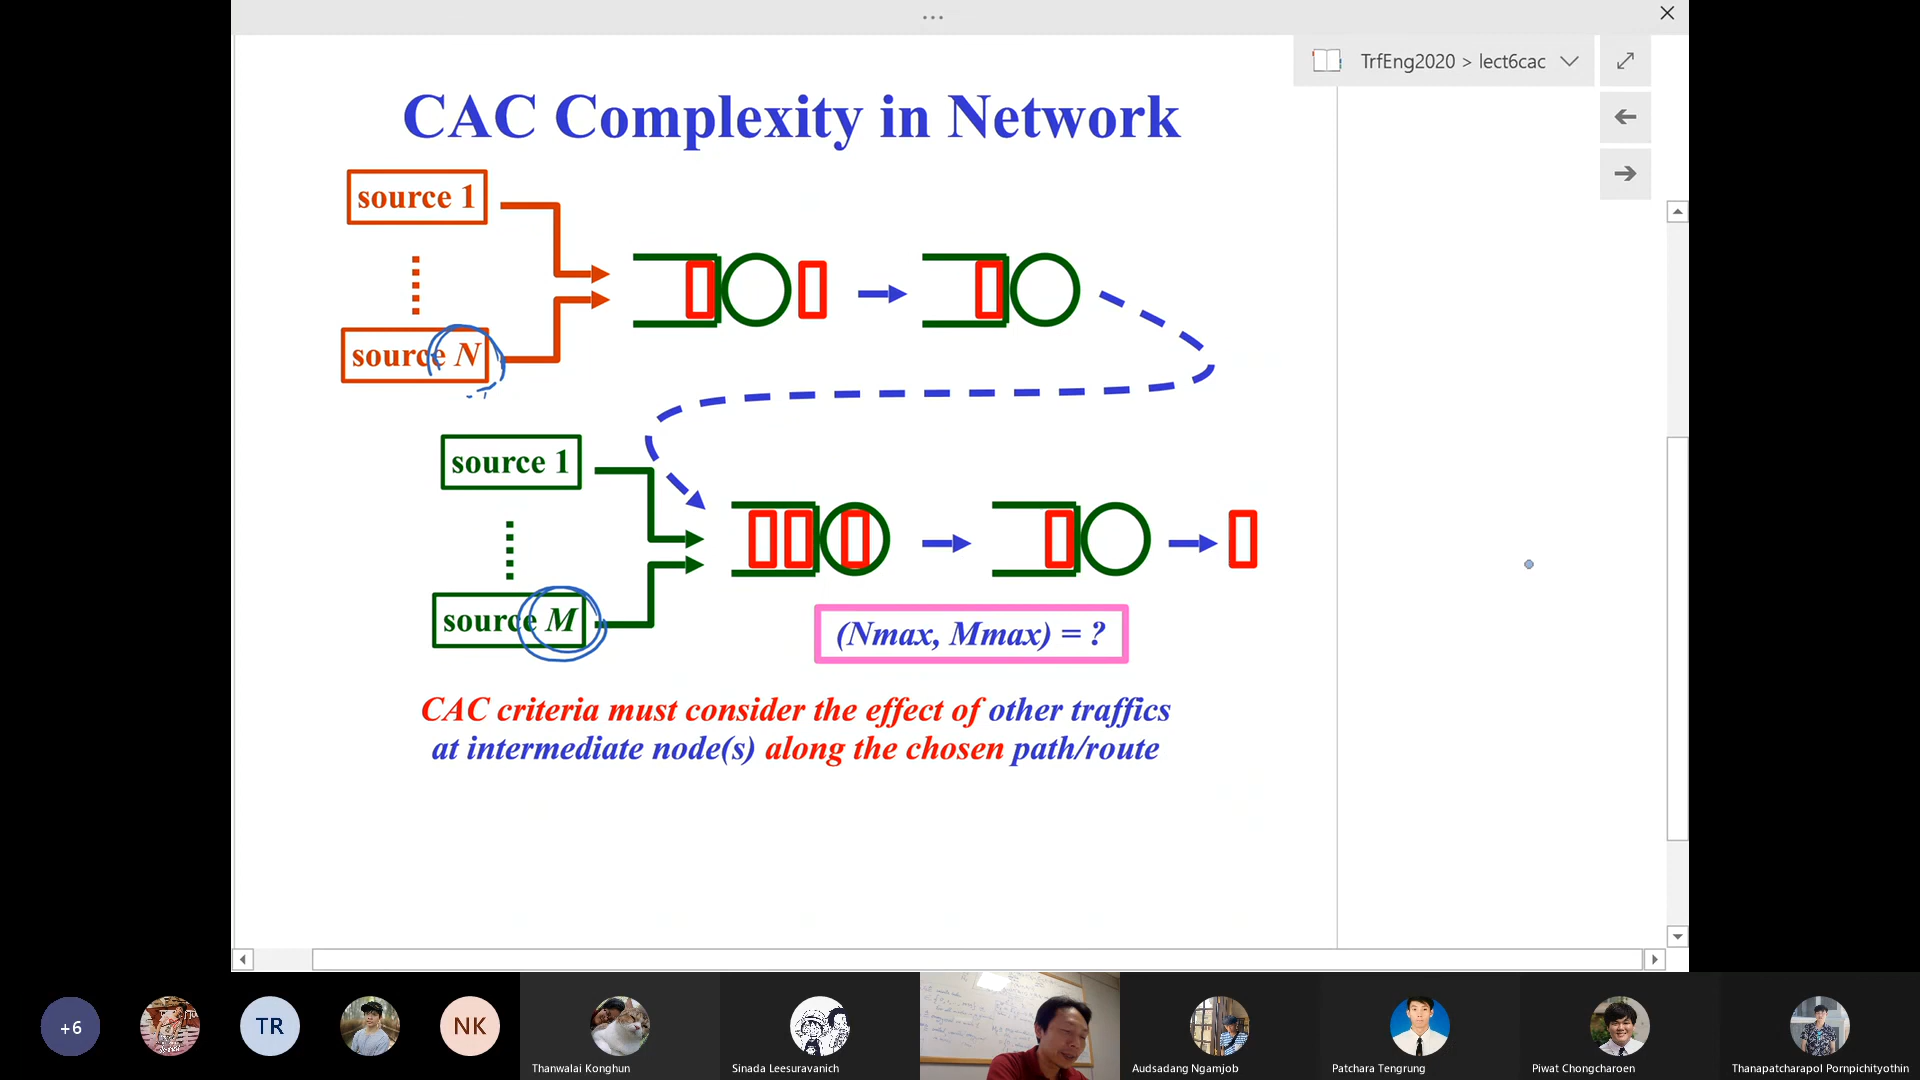 TrfEng2020 > lect6cac
CAC Complexity in Network
source 1
source N
source 1
source M
(Nmax, Mmax) = ?
CAC criteria must consider the effect of other traffics
at intermediate node(s) along the chosen path/route
+6
TR
NK
Thanwalai Konghun
Sinada Leesuravanich
Audsadang Ngamjob
Patchara Tengrung
Piwat Chongcharoen
Thanapatcharapol Pornpichityothin